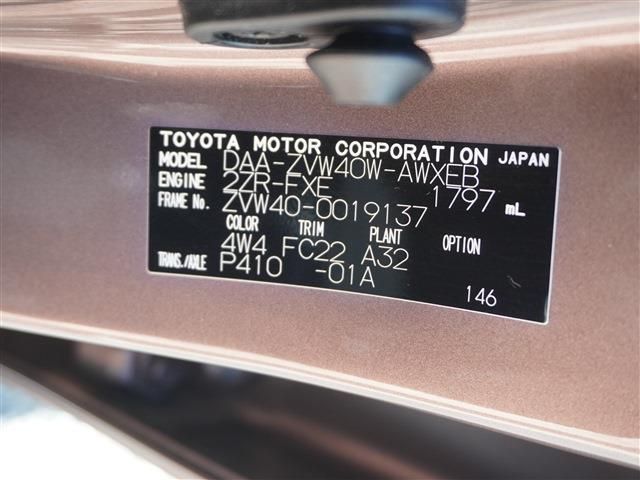 TOYOTA MOTOR CORPORATION JAPAN
MODEL DAA-ZVW40W-AWXEB
ENGINE 2ZR-FXE 1797 mL
FRAME No. ZVW40-0019137
COLOR TRIM PLANT OPTION
4W4 FC22 A32
TRANS./AXLE P410 -01A
146